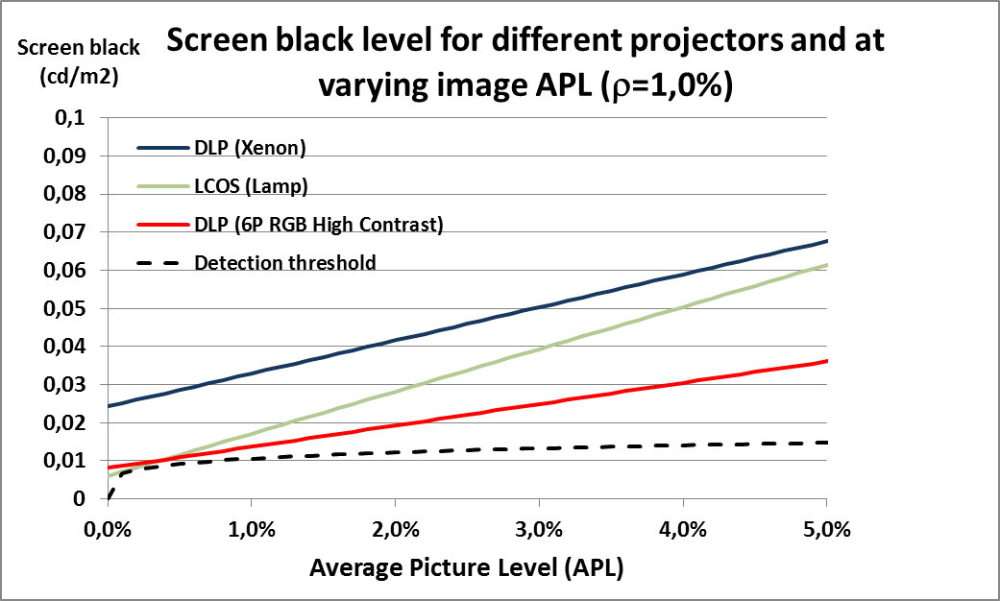 Screen black level for different projectors and at
varying image APL (ρ=1,0%)
Screen black
(cd/m2)
0,1
0,09
0,08
0,07
0,06
0,05
0,04
0,03
0,02
0,01
0
DLP (Xenon)
LCOS (Lamp)
DLP (6P RGB High Contrast)
Detection threshold
0,0% 1,0% 2,0% 3,0% 4,0% 5,0%
Average Picture Level (APL)